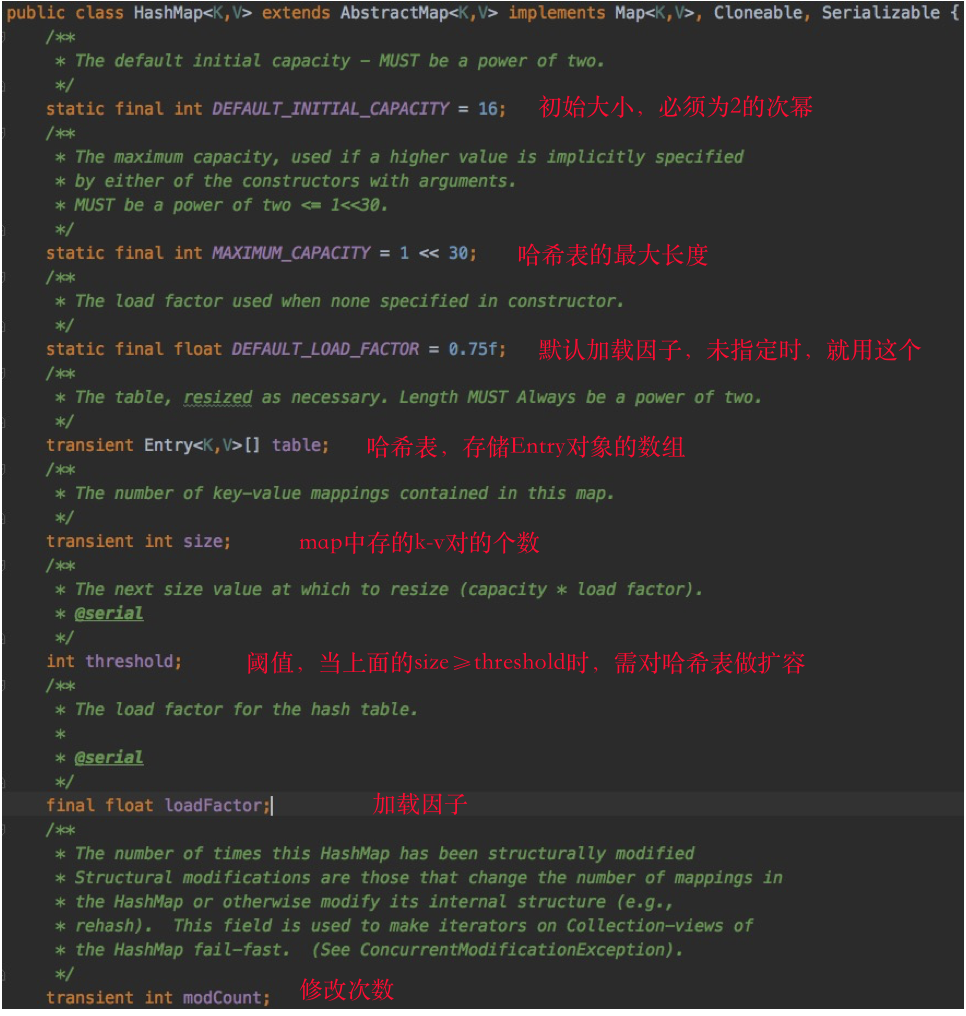 public class HashMap<K,V> extends AbstractMap<K,V> implements Map<K,V>, Cloneable, Serializable {
/**
* The default initial capacity - MUST be a power of two.
*/
static final int DEFAULT_INITIAL_CAPACITY = 16; 初始大小，必须为2的次幂
/**
* The maximum capacity, used if a higher value is implicitly specified
* by either of the constructors with arguments.
* MUST be a power of two <= 1<<30.
*/
static final int MAXIMUM_CAPACITY = 1 << 30; 哈希表的最大长度
/**
* The load factor used when none specified in constructor.
*/
static final float DEFAULT_LOAD_FACTOR = 0.75f; 默认加载因子，未指定时，就用这个
/**
* The table, resized as necessary. Length MUST Always be a power of two.
*/
transient Entry<K,V>[] table; 哈希表，存储Entry对象的数组
/**
* The number of key-value mappings contained in this map.
*/
transient int size; map中存的k-v对的个数
/**
* The next size value at which to resize (capacity * load factor).
* @serial
*/
int threshold; 阈值，当上面的size≥threshold时，需对哈希表做扩容
/**
* The load factor for the hash table.
*
* @serial
*/
final float loadFactor; 加载因子
/**
* The number of times this HashMap has been structurally modified
* Structural modifications are those that change the number of mappings in
* the HashMap or otherwise modify its internal structure (e.g.,
* rehash). This field is used to make iterators on Collection-views of
* the HashMap fail-fast. (See ConcurrentModificationException).
*/
transient int modCount; 修改次数